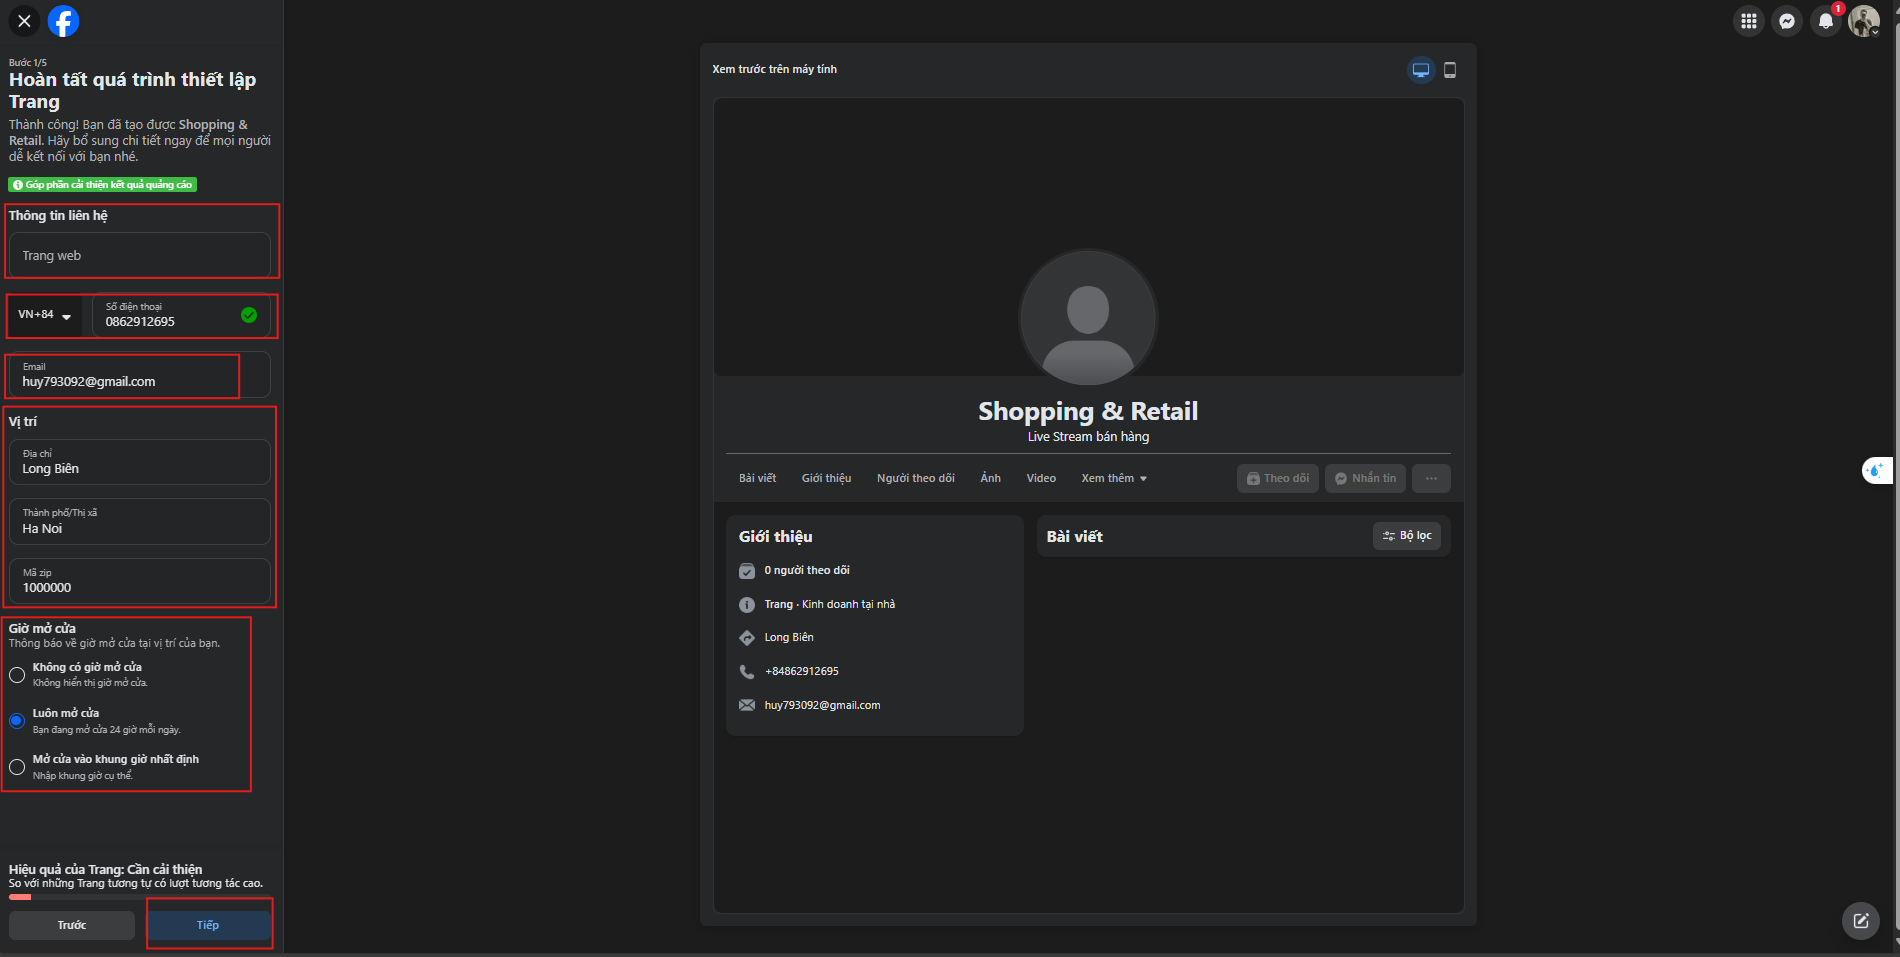 1
Bước 1/5
Hoàn tất quá trình thiết lập
Trang
Thành công! Bạn đã tạo được Shopping &
Retail. Hãy bổ sung chi tiết ngay để mọi người
dễ kết nối với bạn nhé.
Góp phần cải thiện kết quả quảng cáo
Thông tin liên hệ
Trang web
VN+84
Số điện thoại
0862912695
Email
huy793092@gmail.com
Vị trí
Địa chỉ
Long Biên
Thành phố/Thị xã
Ha Noi
Mã zip
1000000
Giờ mở cửa
Thông báo về giờ mở cửa tại vị trí của bạn.
Không có giờ mở cửa
Không hiển thị giờ mở cửa.
Luôn mở cửa
Bạn đang mở cửa 24 giờ mỗi ngày.
Mở cửa vào khung giờ nhất định
Nhập khung giờ cụ thể.
Hiệu quả của Trang: Cần cải thiện
So với những Trang tương tự có lượt tương tác cao.
Trước
Tiếp
Xem trước trên máy tính
Shopping & Retail
Live Stream bán hàng
Bài viết Giới thiệu Người theo dõi Ảnh Video Xem thêm Theo dõi Nhắn tin ...
Giới thiệu
0 người theo dõi
Trang · Kinh doanh tại nhà
Long Biên
+84862912695
huy793092@gmail.com
Bài viết
Bộ lọc